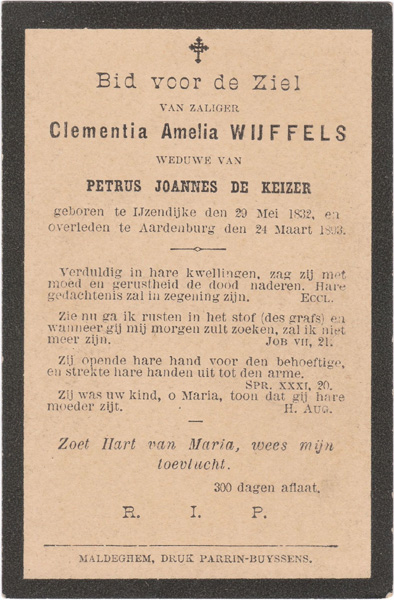 Bid voor de Ziel
VAN ZALIGER
Clementia Amelia WIJFFELS
WEDUWE VAN
PETRUS JOANNES DE KEIZER
geboren te IJzendijke den 29 Mei 1832, en
overleden te Aardenburg den 24 Maart 1893.
Verduldig in hare kwellingen, zag zij met
moed en gerustheid de dood naderen. Hare
gedachtenis zal in zegening zijn. ECCL.
Zie nu ga ik rusten in het stof (des grafs) en
wanneer gij mij morgen zult zoeken, zal ik niet
meer zijn. JOB VII, 21.
Zij opende hare hand voor den behoeftige,
en strekte hare handen uit tot den arme.
SPR. XXXI, 20.
Zij was uw kind, o Maria, toon dat gij hare
moeder zijt. H. AUG.
Zoet Hart van Maria, wees mijn
toevlucht.
300 dagen aflaat.
R. I. P.
MALDEGHEM, DRUK PARRIN-BUYSSENS.